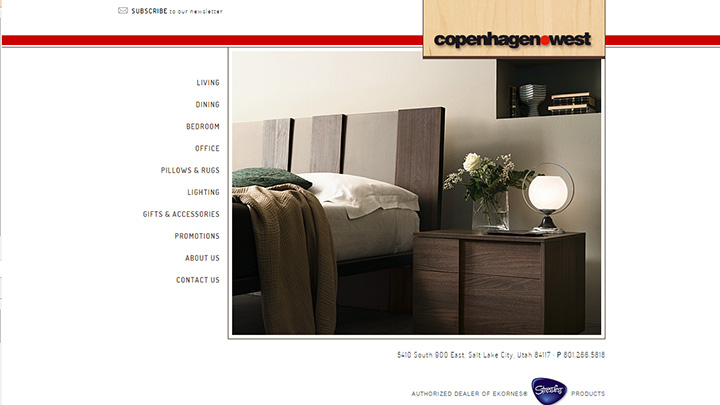 SUBSCRIBE to our newsletter
copenhagen west
LIVING
DINING
BEDROOM
OFFICE
PILLOWS & RUGS
LIGHTING
GIFTS & ACCESSORIES
PROMOTIONS
ABOUT US
CONTACT US
5410 South 900 East, Salt Lake City, Utah 84117 · P 801.266.5818
AUTHORIZED DEALER OF EKORNES® Stressless PRODUCTS